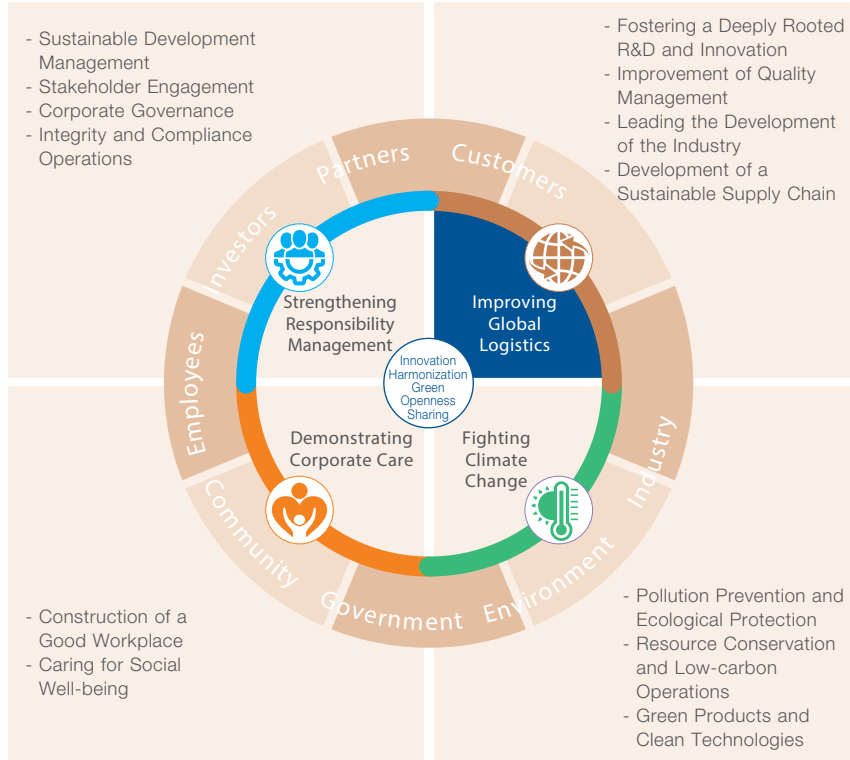 - Sustainable Development
Management
- Stakeholder Engagement
- Corporate Governance
- Integrity and Compliance
Operations
- Fostering a Deeply Rooted
R&D and Innovation
- Improvement of Quality
Management
- Leading the Development
of the Industry
- Development of a
Sustainable Supply Chain
Partners
Customers
Investors
Industry
Employees
Community
Government
Environment
Strengthening
Responsibility
Management
Improving
Global
Logistics
Innovation
Harmonization
Green
Openness
Sharing
Demonstrating
Corporate Care
Fighting
Climate
Change
- Construction of a
Good Workplace
- Caring for Social
Well-being
- Pollution Prevention and
Ecological Protection
- Resource Conservation
and Low-carbon
Operations
- Green Products and
Clean Technologies